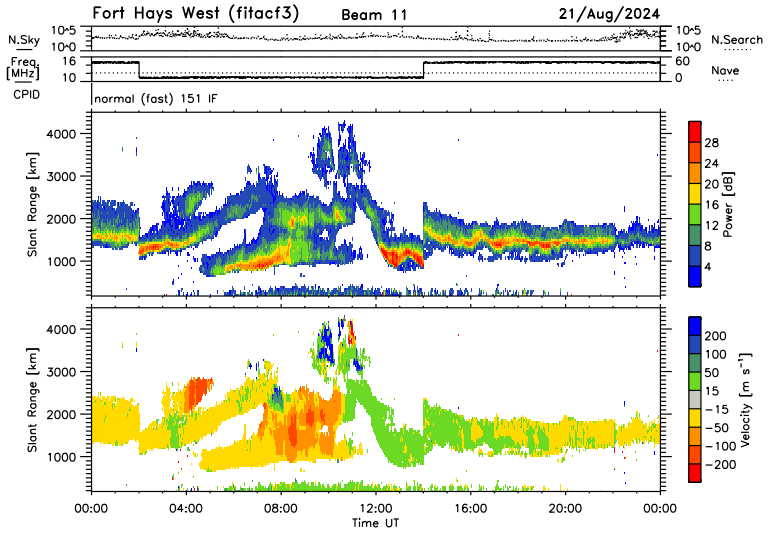 Fort Hays West (fitacf3) Beam 11 21/Aug/2024
N.Sky 10^5 10^0 10^5 10^0 N.Search
Freq. [MHz] 16 10 60 0 Nave
CPID normal (fast) 151 IF
Slant Range [km] 4000 3000 2000 1000
Power [dB] 28 24 20 16 12 8 4
Slant Range [km] 4000 3000 2000 1000
Velocity [m s⁻¹] 200 100 50 15 −15 −50 −100 −200
00:00 04:00 08:00 12:00 16:00 20:00 00:00
Time UT